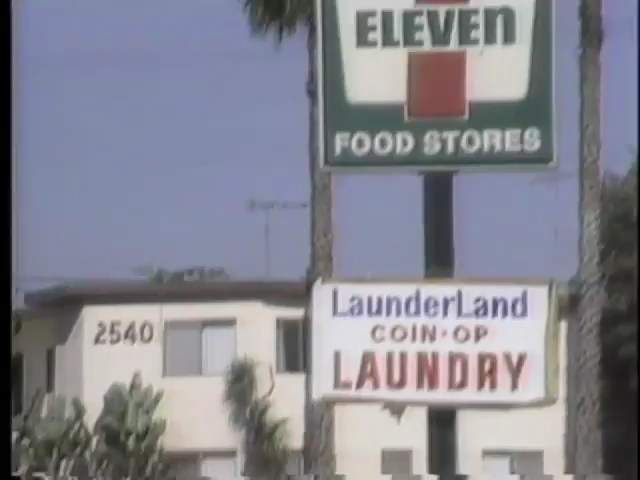 ELEVEn
FOOD STORES
LaunderLand
COIN-OP
LAUNDRY
2540